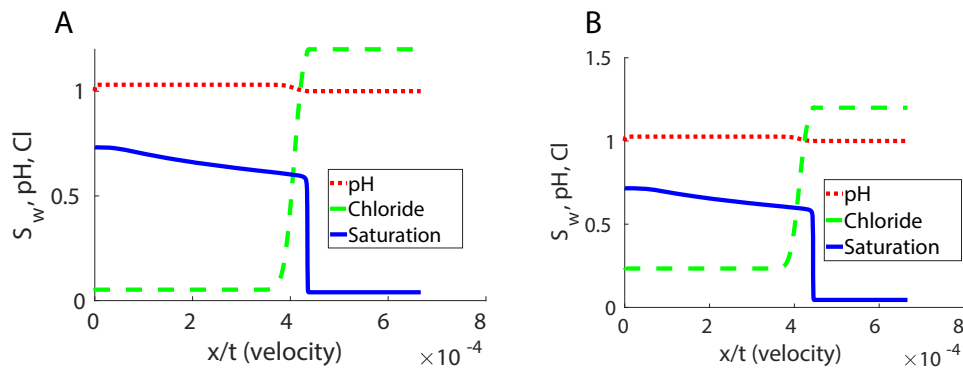 A
S_w, pH, Cl
1
0.5
0
0 2 4 6 8
x/t (velocity) ×10^-4
pH
Chloride
Saturation
B
S_w, pH, Cl
1.5
1
0.5
0
0 2 4 6 8
x/t (velocity) ×10^-4
pH
Chloride
Saturation